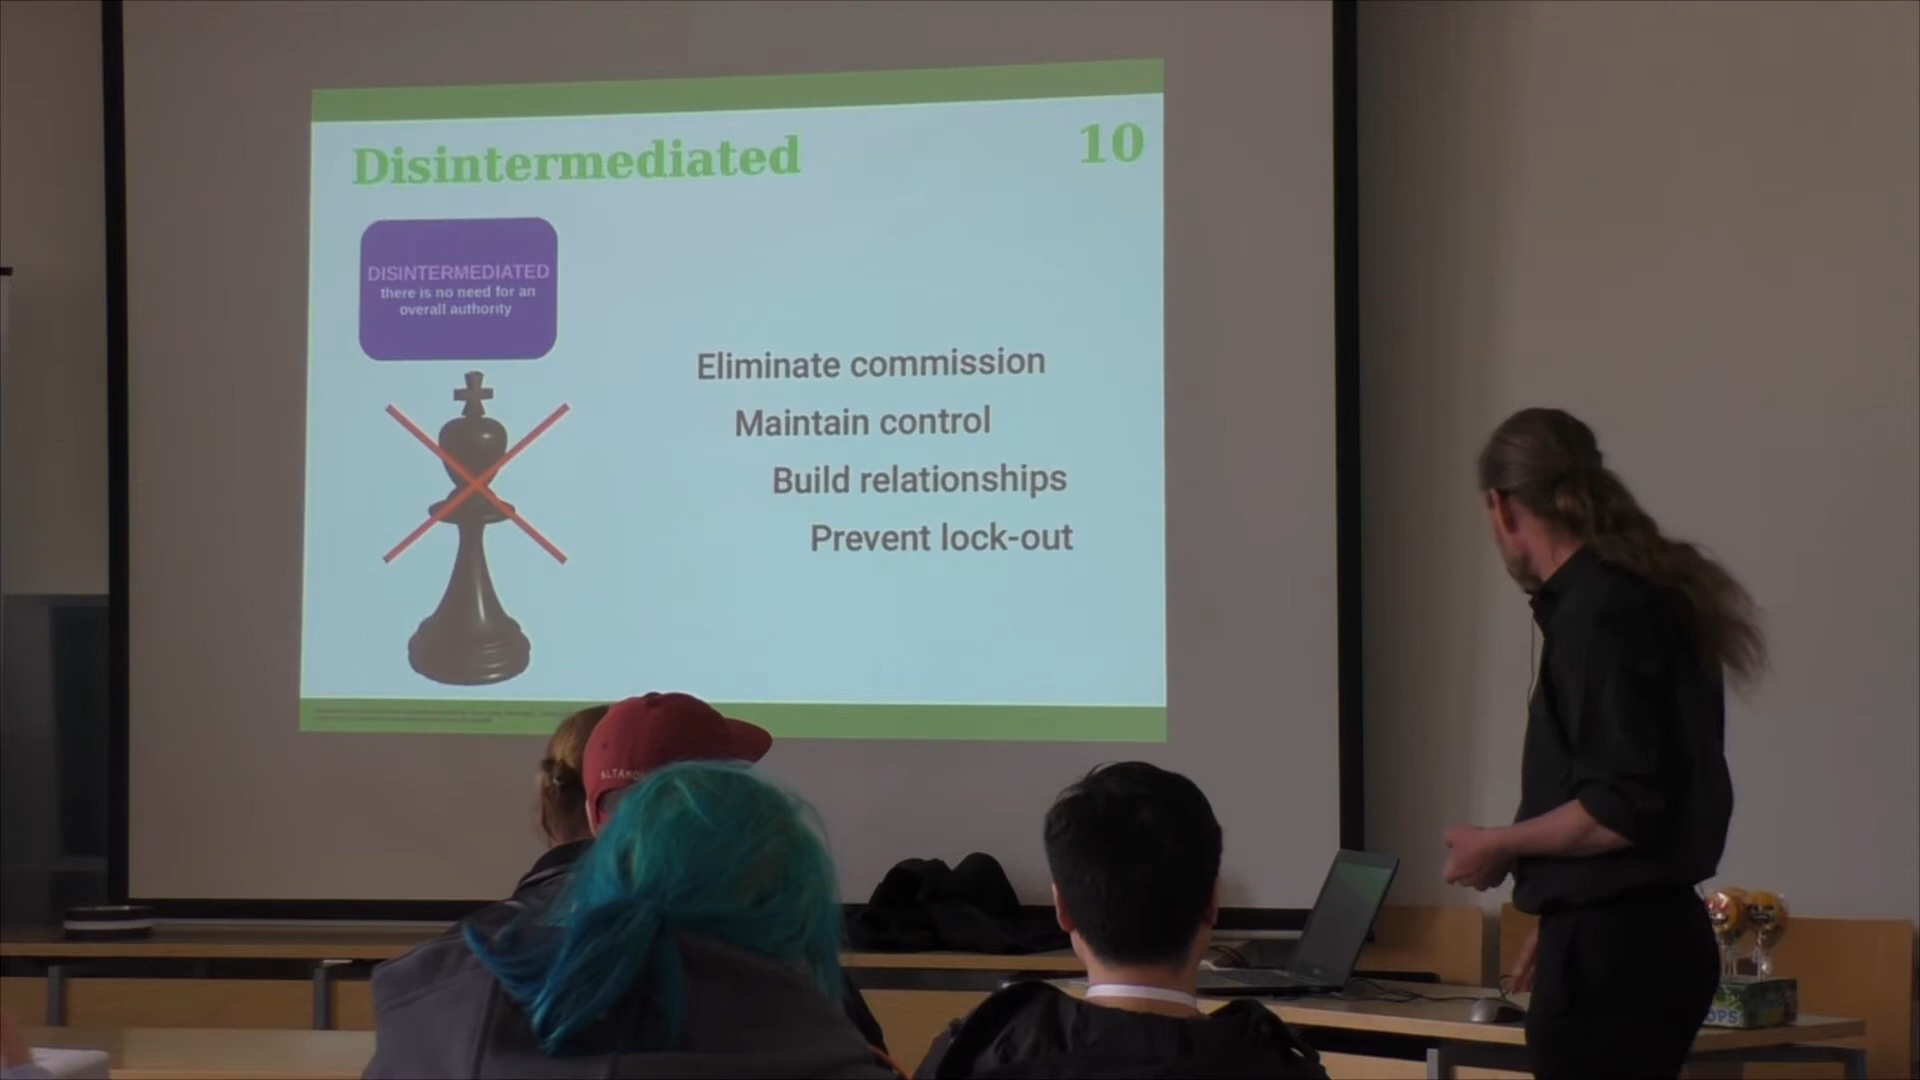 Disintermediated
10
DISINTERMEDIATED
there is no need for an
overall authority
Eliminate commission
Maintain control
Build relationships
Prevent lock-out